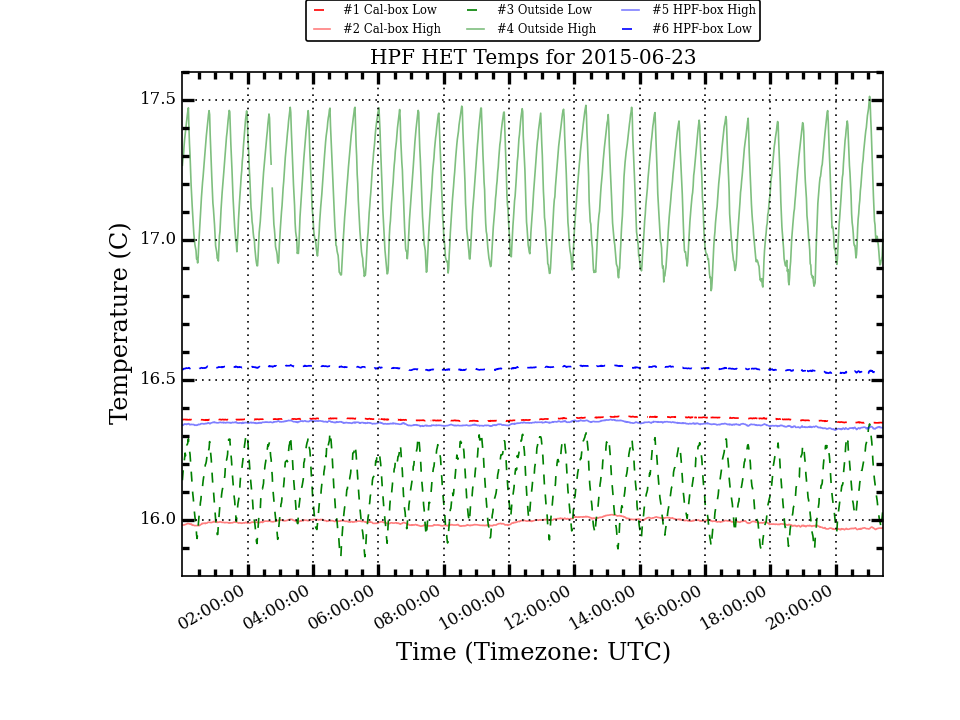 #1 Cal-box Low #3 Outside Low #5 HPF-box High
#2 Cal-box High #4 Outside High #6 HPF-box Low
HPF HET Temps for 2015-06-23
17.5
17.0
16.5
16.0
Temperature (C)
02:00:00 04:00:00 06:00:00 08:00:00 10:00:00 12:00:00 14:00:00 16:00:00 18:00:00 20:00:00
Time (Timezone: UTC)